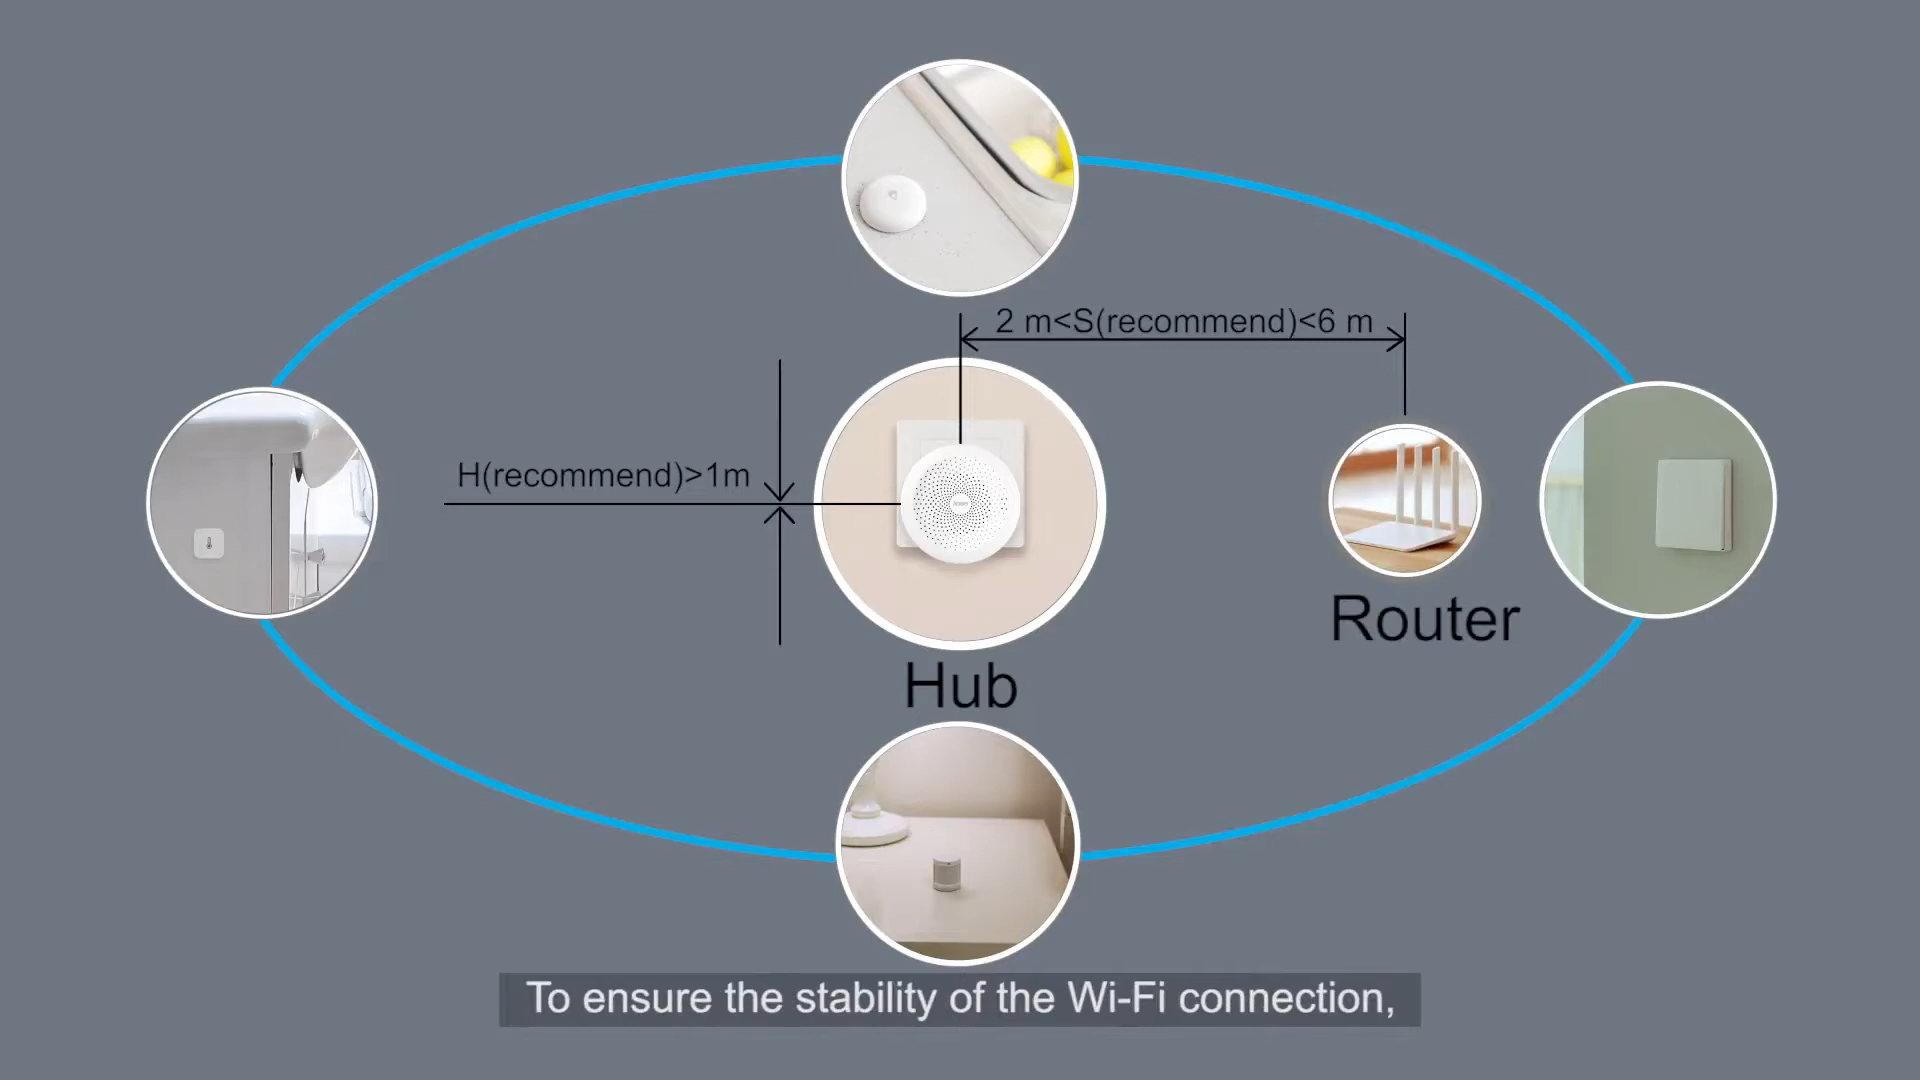 2 m<S(recommend)<6 m
H(recommend)>1m
Router
Hub
To ensure the stability of the Wi-Fi connection,